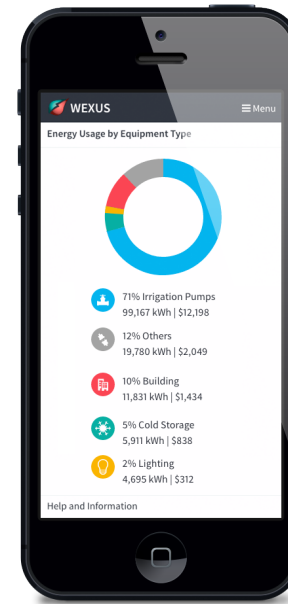 WEXUS
Menu
Energy Usage by Equipment Type
71% Irrigation Pumps
99,167 kWh | $12,198
12% Others
19,780 kWh | $2,049
10% Building
11,831 kWh | $1,434
5% Cold Storage
5,911 kWh | $838
2% Lighting
4,695 kWh | $312
Help and Information